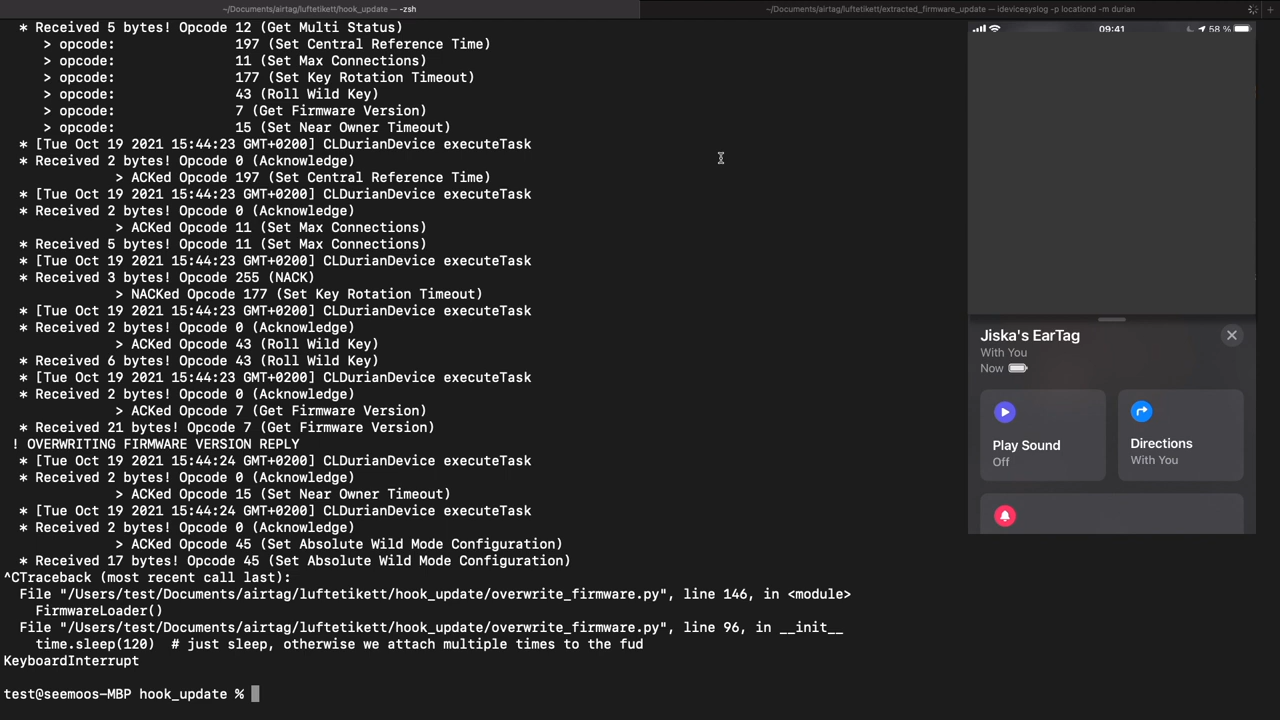 ~/Documents/airtag/luftetikett/hook_update — -zsh
~/Documents/airtag/luftetikett/extracted_firmware_update — idevicesyslog -p locationd -m durian
* Received 5 bytes! Opcode 12 (Get Multi Status)
> opcode: 197 (Set Central Reference Time)
> opcode: 11 (Set Max Connections)
> opcode: 177 (Set Key Rotation Timeout)
> opcode: 43 (Roll Wild Key)
> opcode: 7 (Get Firmware Version)
> opcode: 15 (Set Near Owner Timeout)
* [Tue Oct 19 2021 15:44:23 GMT+0200] CLDurianDevice executeTask
* Received 2 bytes! Opcode 0 (Acknowledge)
> ACKed Opcode 197 (Set Central Reference Time)
* [Tue Oct 19 2021 15:44:23 GMT+0200] CLDurianDevice executeTask
* Received 2 bytes! Opcode 0 (Acknowledge)
> ACKed Opcode 11 (Set Max Connections)
* Received 5 bytes! Opcode 11 (Set Max Connections)
* [Tue Oct 19 2021 15:44:23 GMT+0200] CLDurianDevice executeTask
* Received 3 bytes! Opcode 255 (NACK)
> NACKed Opcode 177 (Set Key Rotation Timeout)
* [Tue Oct 19 2021 15:44:23 GMT+0200] CLDurianDevice executeTask
* Received 2 bytes! Opcode 0 (Acknowledge)
> ACKed Opcode 43 (Roll Wild Key)
* Received 6 bytes! Opcode 43 (Roll Wild Key)
* [Tue Oct 19 2021 15:44:23 GMT+0200] CLDurianDevice executeTask
* Received 2 bytes! Opcode 0 (Acknowledge)
> ACKed Opcode 7 (Get Firmware Version)
* Received 21 bytes! Opcode 7 (Get Firmware Version)
! OVERWRITING FIRMWARE VERSION REPLY
* [Tue Oct 19 2021 15:44:24 GMT+0200] CLDurianDevice executeTask
* Received 2 bytes! Opcode 0 (Acknowledge)
> ACKed Opcode 15 (Set Near Owner Timeout)
* [Tue Oct 19 2021 15:44:24 GMT+0200] CLDurianDevice executeTask
* Received 2 bytes! Opcode 0 (Acknowledge)
> ACKed Opcode 45 (Set Absolute Wild Mode Configuration)
* Received 17 bytes! Opcode 45 (Set Absolute Wild Mode Configuration)
^CTraceback (most recent call last):
File "/Users/test/Documents/airtag/luftetikett/hook_update/overwrite_firmware.py", line 146, in <module>
FirmwareLoader()
File "/Users/test/Documents/airtag/luftetikett/hook_update/overwrite_firmware.py", line 96, in __init__
time.sleep(120) # just sleep, otherwise we attach multiple times to the fud
KeyboardInterrupt
test@seemoos-MBP hook_update %
09:41
58 %
Jiska's EarTag
With You
Now
Play Sound
Off
Directions
With You